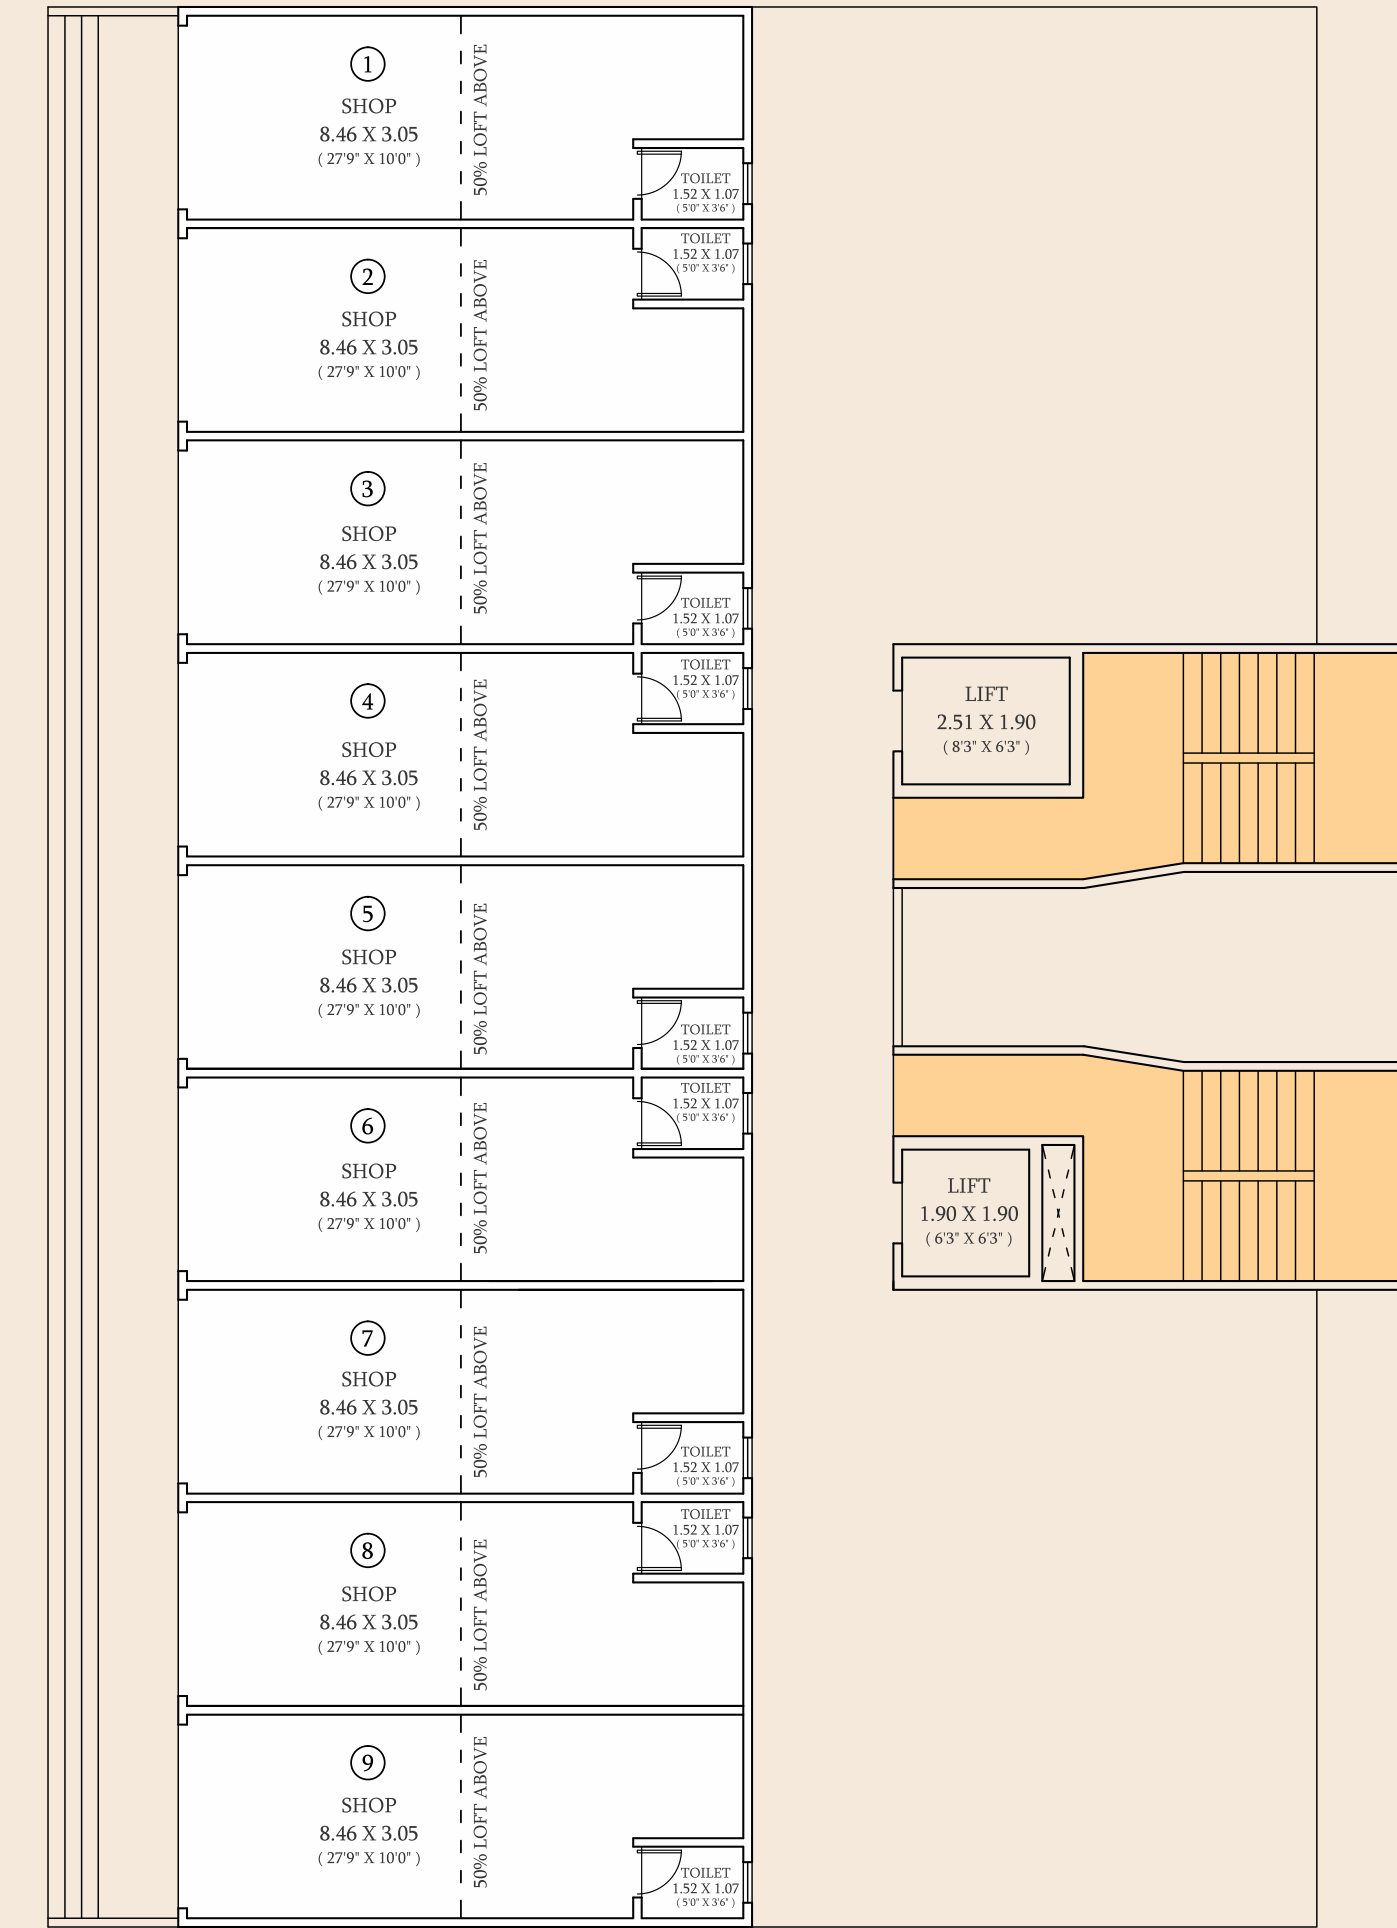 1
SHOP
8.46 X 3.05
( 27'9" X 10'0" )
50% LOFT ABOVE
TOILET
1.52 X 1.07
( 5'0" X 3'6" )
2
SHOP
8.46 X 3.05
( 27'9" X 10'0" )
50% LOFT ABOVE
TOILET
1.52 X 1.07
( 5'0" X 3'6" )
3
SHOP
8.46 X 3.05
( 27'9" X 10'0" )
50% LOFT ABOVE
TOILET
1.52 X 1.07
( 5'0" X 3'6" )
4
SHOP
8.46 X 3.05
( 27'9" X 10'0" )
50% LOFT ABOVE
TOILET
1.52 X 1.07
( 5'0" X 3'6" )
LIFT
2.51 X 1.90
( 8'3" X 6'3" )
5
SHOP
8.46 X 3.05
( 27'9" X 10'0" )
50% LOFT ABOVE
TOILET
1.52 X 1.07
( 5'0" X 3'6" )
6
SHOP
8.46 X 3.05
( 27'9" X 10'0" )
50% LOFT ABOVE
TOILET
1.52 X 1.07
( 5'0" X 3'6" )
LIFT
1.90 X 1.90
( 6'3" X 6'3" )
7
SHOP
8.46 X 3.05
( 27'9" X 10'0" )
50% LOFT ABOVE
TOILET
1.52 X 1.07
( 5'0" X 3'6" )
8
SHOP
8.46 X 3.05
( 27'9" X 10'0" )
50% LOFT ABOVE
TOILET
1.52 X 1.07
( 5'0" X 3'6" )
9
SHOP
8.46 X 3.05
( 27'9" X 10'0" )
50% LOFT ABOVE
TOILET
1.52 X 1.07
( 5'0" X 3'6" )